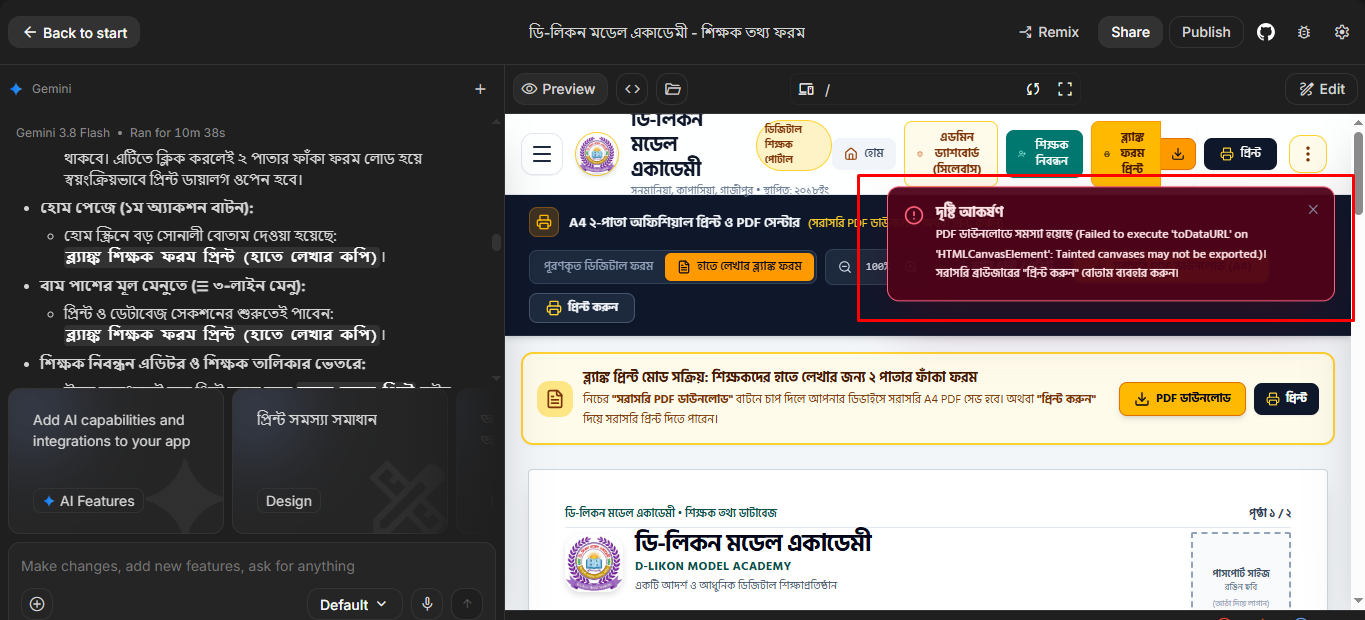 Back to start
ডি-লিকন মডেল একাডেমী - শিক্ষক তথ্য ফরম
Remix
Share
Publish
Gemini
Preview
/
Edit
Gemini 3.8 Flash • Ran for 10m 38s
থাকবে। এটিতে ক্লিক করলেই ২ পাতার ফাঁকা ফরম লোড হয়ে
স্বয়ংক্রিয়ভাবে প্রিন্ট ডায়ালগ ওপেন হবে।
• হোম পেজে (১ম অ্যাকশন বাটন):
হোম স্ক্রিনে বড় সোনালী বোতাম দেওয়া হয়েছে:
ব্ল্যাঙ্ক শিক্ষক ফরম প্রিন্ট (হাতে লেখার কপি)।
• বাম পাশের মূল মেনুতে (☰ ৩-লাইন মেনু):
প্রিন্ট ও ডেটাবেজ সেকশনের শুরুতেই পাবেন:
ব্ল্যাঙ্ক শিক্ষক ফরম প্রিন্ট (হাতে লেখার কপি)।
• শিক্ষক নিবন্ধন এডিটর ও শিক্ষক তালিকার ভেতরে:
Add AI capabilities and
integrations to your app
AI Features
প্রিন্ট সমস্যা সমাধান
Design
Make changes, add new features, ask for anything
Default
ডি-লিকন
মডেল
একাডেমী
সনমানিয়া, কাপাসিয়া, গাজীপুর • স্থাপিত: ২০১৮ইং
ডিজিটাল
শিক্ষক
পোর্টাল
হোম
এডমিন
ড্যাশবোর্ড
(সিলেবাস)
শিক্ষক
নিবন্ধন
ব্ল্যাঙ্ক
ফরম
প্রিন্ট
প্রিন্ট
A4 ২-পাতা অফিশিয়াল প্রিন্ট ও PDF সেন্টার (সরাসরি PDF
পূরণকৃত ডিজিটাল ফরম
হাতে লেখার ব্ল্যাঙ্ক ফরম
100%
প্রিন্ট করুন
দৃষ্টি আকর্ষণ
PDF ডাউনলোডে সমস্যা হয়েছে (Failed to execute 'toDataURL' on
'HTMLCanvasElement': Tainted canvases may not be exported.)।
সরাসরি ব্রাউজারের "প্রিন্ট করুন" বোতাম ব্যবহার করুন।
ব্ল্যাঙ্ক প্রিন্ট মোড সক্রিয়: শিক্ষকদের হাতে লেখার জন্য ২ পাতার ফাঁকা ফরম
নিচের "সরাসরি PDF ডাউনলোড" বাটনে চাপ দিলে আপনার ডিভাইসে সরাসরি A4 PDF সেভ হবে। অথবা "প্রিন্ট করুন"
দিয়ে সরাসরি প্রিন্ট দিতে পারেন।
PDF ডাউনলোড
প্রিন্ট
ডি-লিকন মডেল একাডেমী • শিক্ষক তথ্য ডাটাবেজ
পৃষ্ঠা ১ / ২
ডি-লিকন মডেল একাডেমী
D-LIKON MODEL ACADEMY
একটি আদর্শ ও আধুনিক ডিজিটাল শিক্ষাপ্রতিষ্ঠান
পাসপোর্ট সাইজ
রঙিন ছবি
(আঠা দিয়ে লাগান)